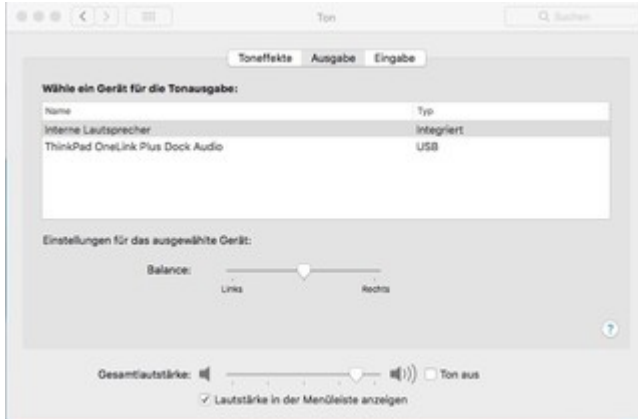 Ton
Suchen
Toneffekte Ausgabe Eingabe
Wähle ein Gerät für die Tonausgabe:
Name Typ
Interne Lautsprecher Integriert
ThinkPad OneLink Plus Dock Audio USB
Einstellungen für das ausgewählte Gerät:
Balance:
Links Rechts
?
Gesamtlautstärke: Ton aus
Lautstärke in der Menüleiste anzeigen